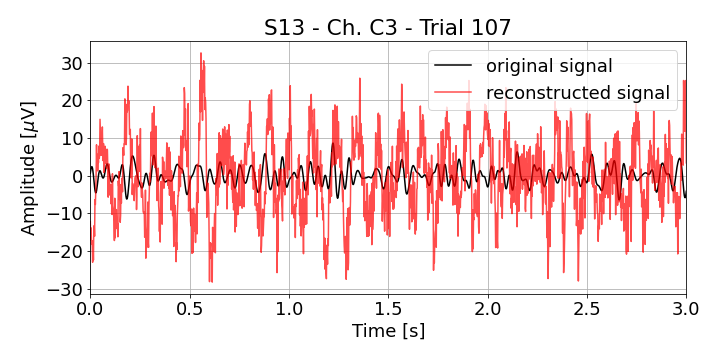 S13 - Ch. C3 - Trial 107
original signal
reconstructed signal
Amplitude [μV]
30
20
10
0
−10
−20
−30
0.0 0.5 1.0 1.5 2.0 2.5 3.0
Time [s]